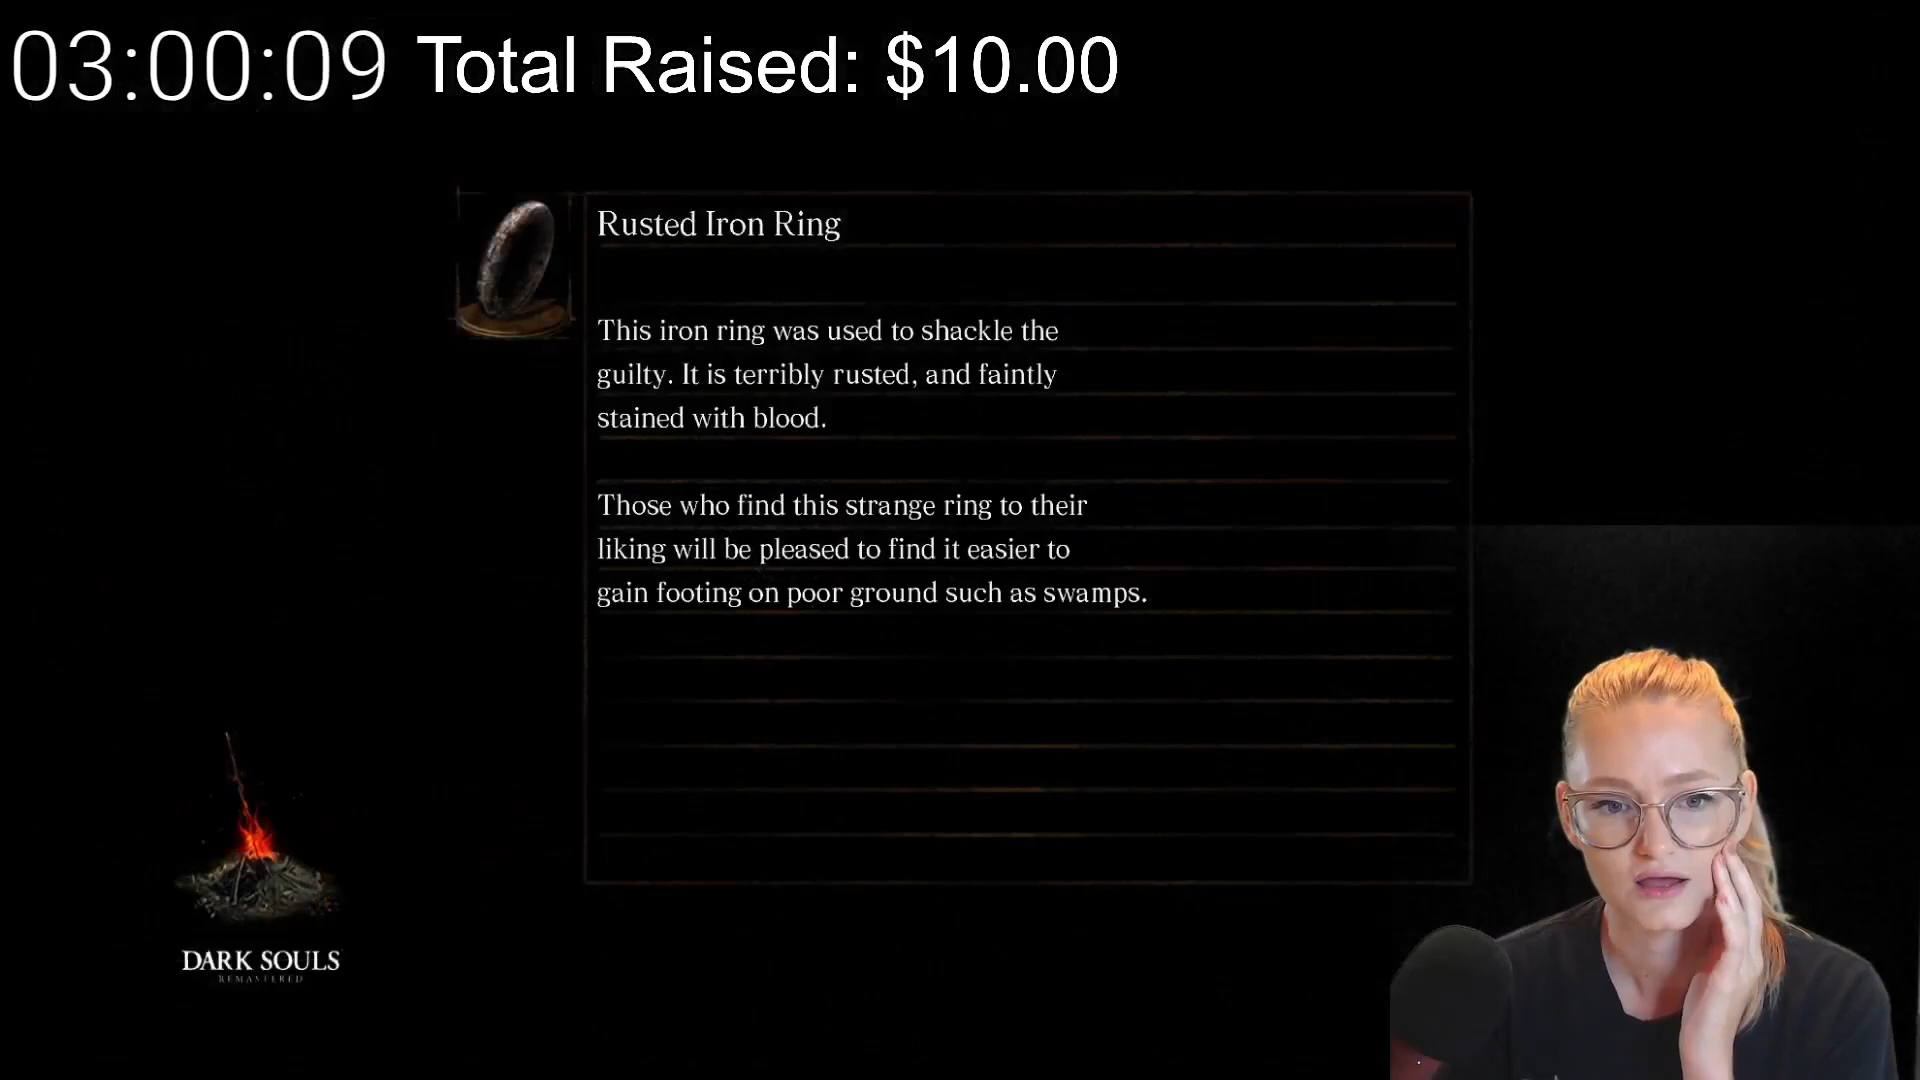 03:00:09 Total Raised: $10.00
Rusted Iron Ring
This iron ring was used to shackle the
guilty. It is terribly rusted, and faintly
stained with blood.
Those who find this strange ring to their
liking will be pleased to find it easier to
gain footing on poor ground such as swamps.
DARK SOULS
REMASTERED